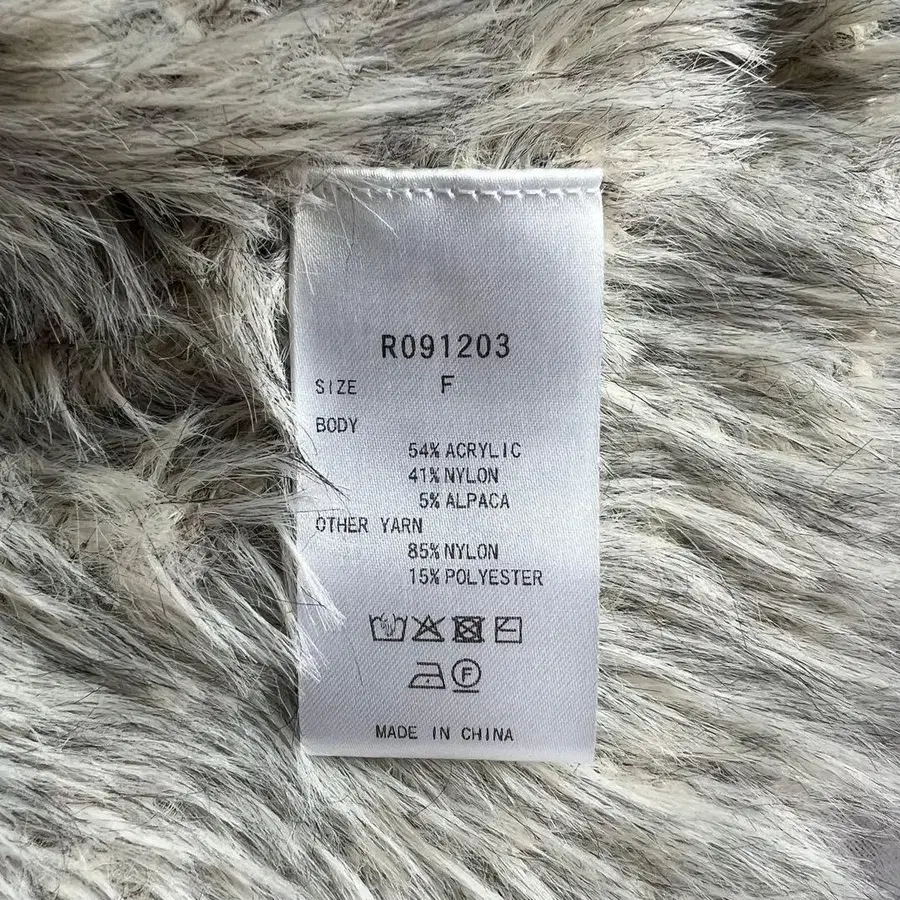 R091203
SIZE F
BODY
54% ACRYLIC
41% NYLON
5% ALPACA
OTHER YARN
85% NYLON
15% POLYESTER
F
MADE IN CHINA